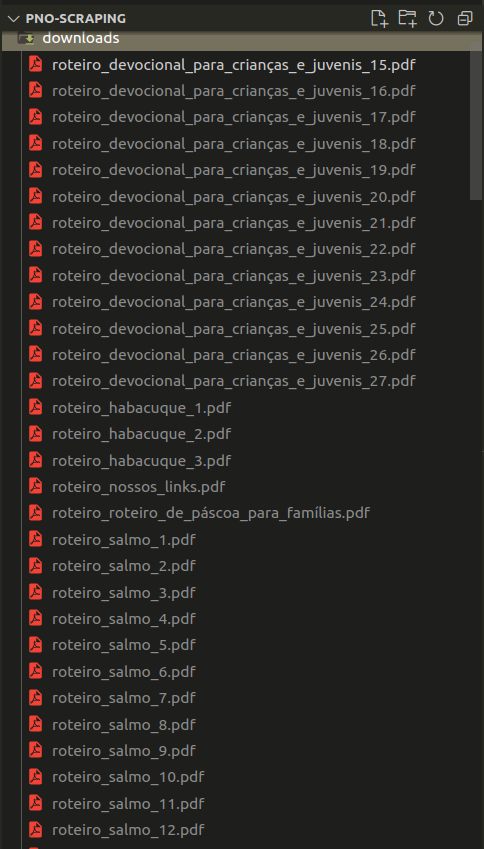 PNO-SCRAPING
downloads
roteiro_devocional_para_crianças_e_juvenis_15.pdf
roteiro_devocional_para_crianças_e_juvenis_16.pdf
roteiro_devocional_para_crianças_e_juvenis_17.pdf
roteiro_devocional_para_crianças_e_juvenis_18.pdf
roteiro_devocional_para_crianças_e_juvenis_19.pdf
roteiro_devocional_para_crianças_e_juvenis_20.pdf
roteiro_devocional_para_crianças_e_juvenis_21.pdf
roteiro_devocional_para_crianças_e_juvenis_22.pdf
roteiro_devocional_para_crianças_e_juvenis_23.pdf
roteiro_devocional_para_crianças_e_juvenis_24.pdf
roteiro_devocional_para_crianças_e_juvenis_25.pdf
roteiro_devocional_para_crianças_e_juvenis_26.pdf
roteiro_devocional_para_crianças_e_juvenis_27.pdf
roteiro_habacuque_1.pdf
roteiro_habacuque_2.pdf
roteiro_habacuque_3.pdf
roteiro_nossos_links.pdf
roteiro_roteiro_de_páscoa_para_famílias.pdf
roteiro_salmo_1.pdf
roteiro_salmo_2.pdf
roteiro_salmo_3.pdf
roteiro_salmo_4.pdf
roteiro_salmo_5.pdf
roteiro_salmo_6.pdf
roteiro_salmo_7.pdf
roteiro_salmo_8.pdf
roteiro_salmo_9.pdf
roteiro_salmo_10.pdf
roteiro_salmo_11.pdf
roteiro_salmo_12.pdf